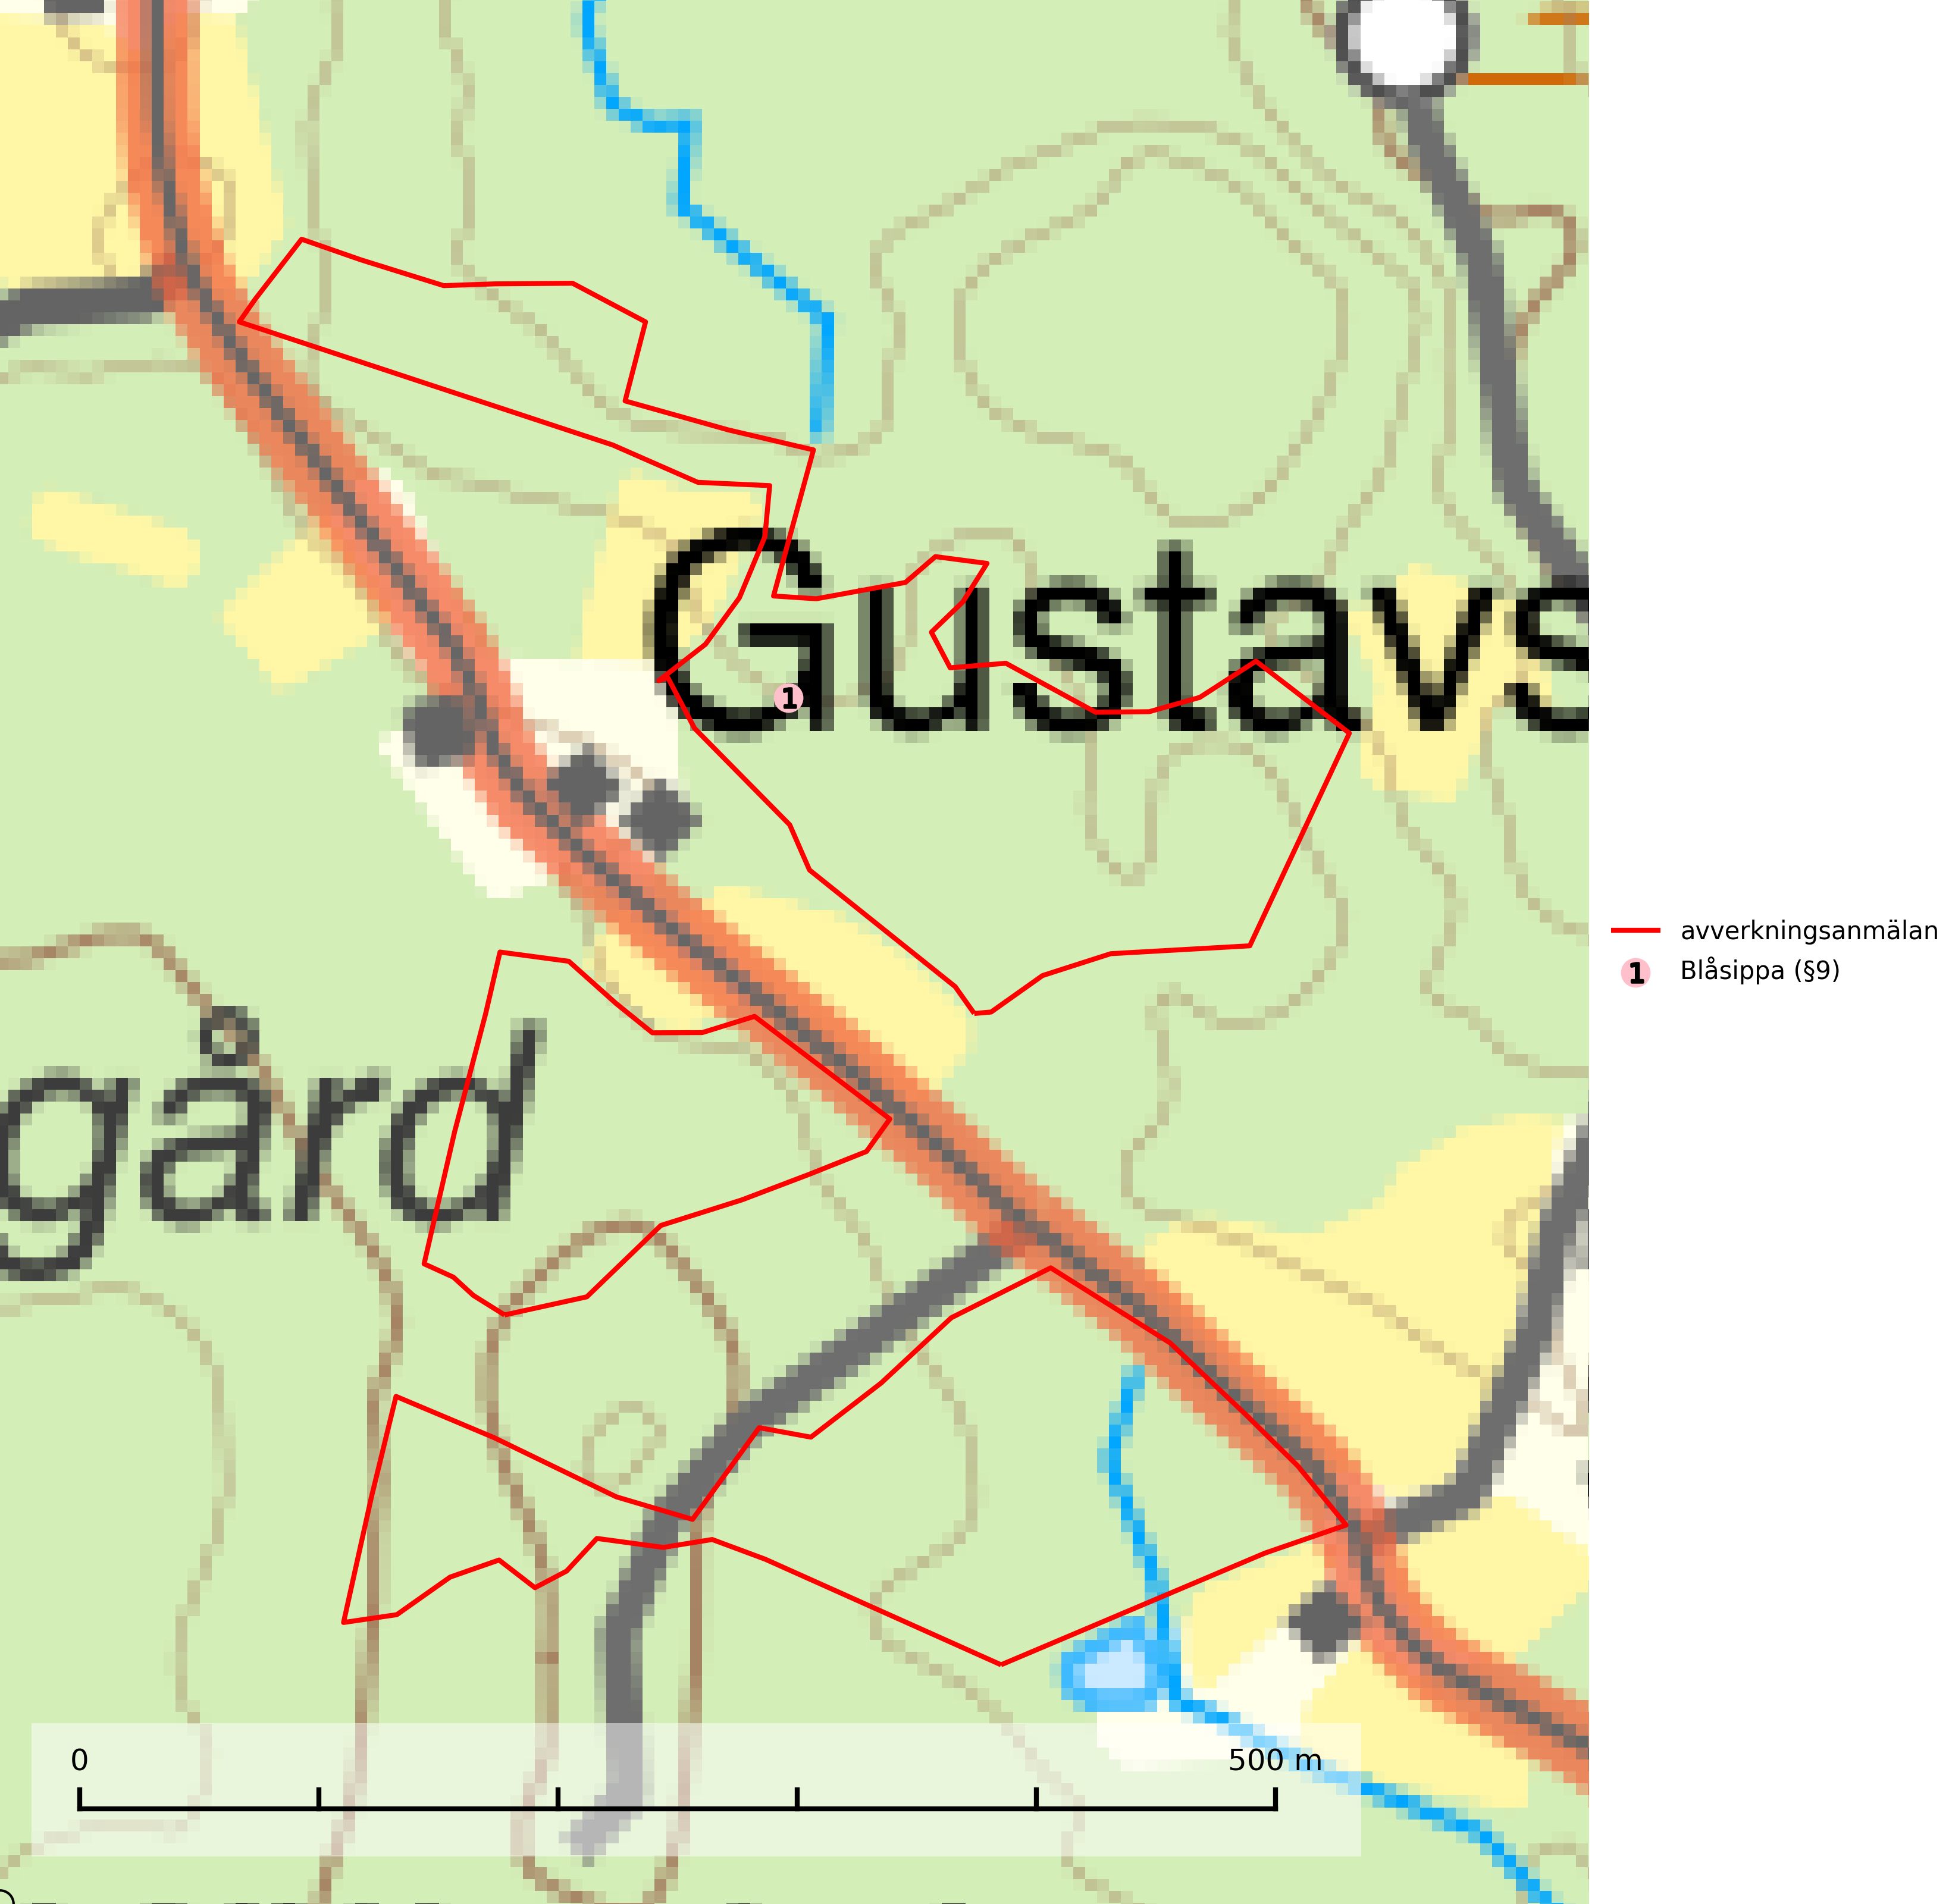 Gustavs
1
gård
avverkningsanmälan
1 Blåsippa (§9)
0 500 m